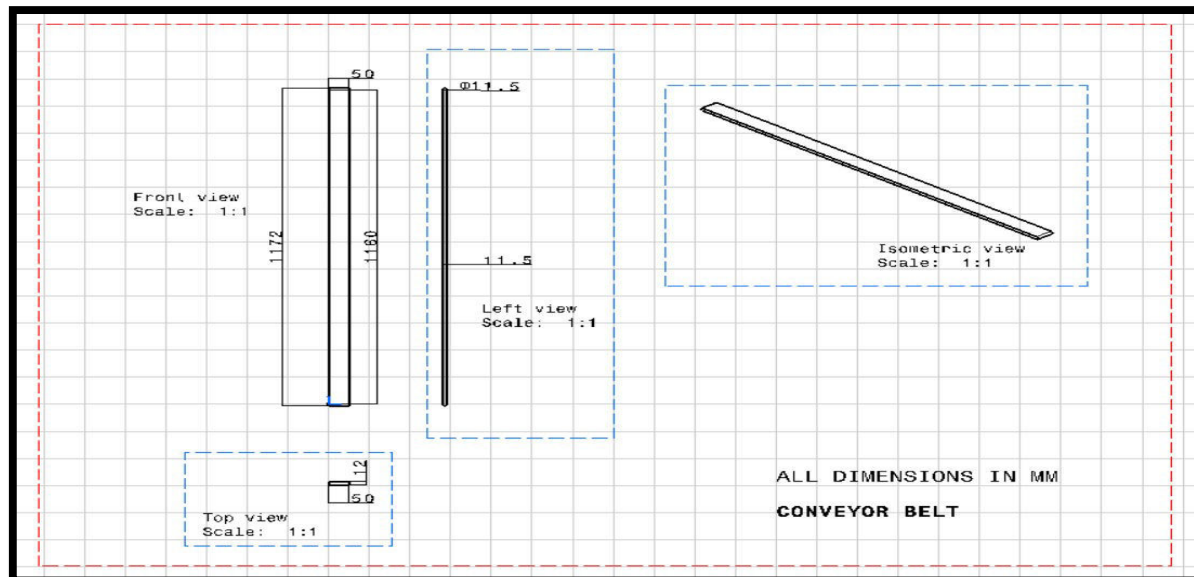 50
Φ11.5
Front view
Scale: 1:1
1172
1160
11.5
Left view
Scale: 1:1
Isometric view
Scale: 1:1
12
50
Top view
Scale: 1:1
ALL DIMENSIONS IN MM
CONVEYOR BELT